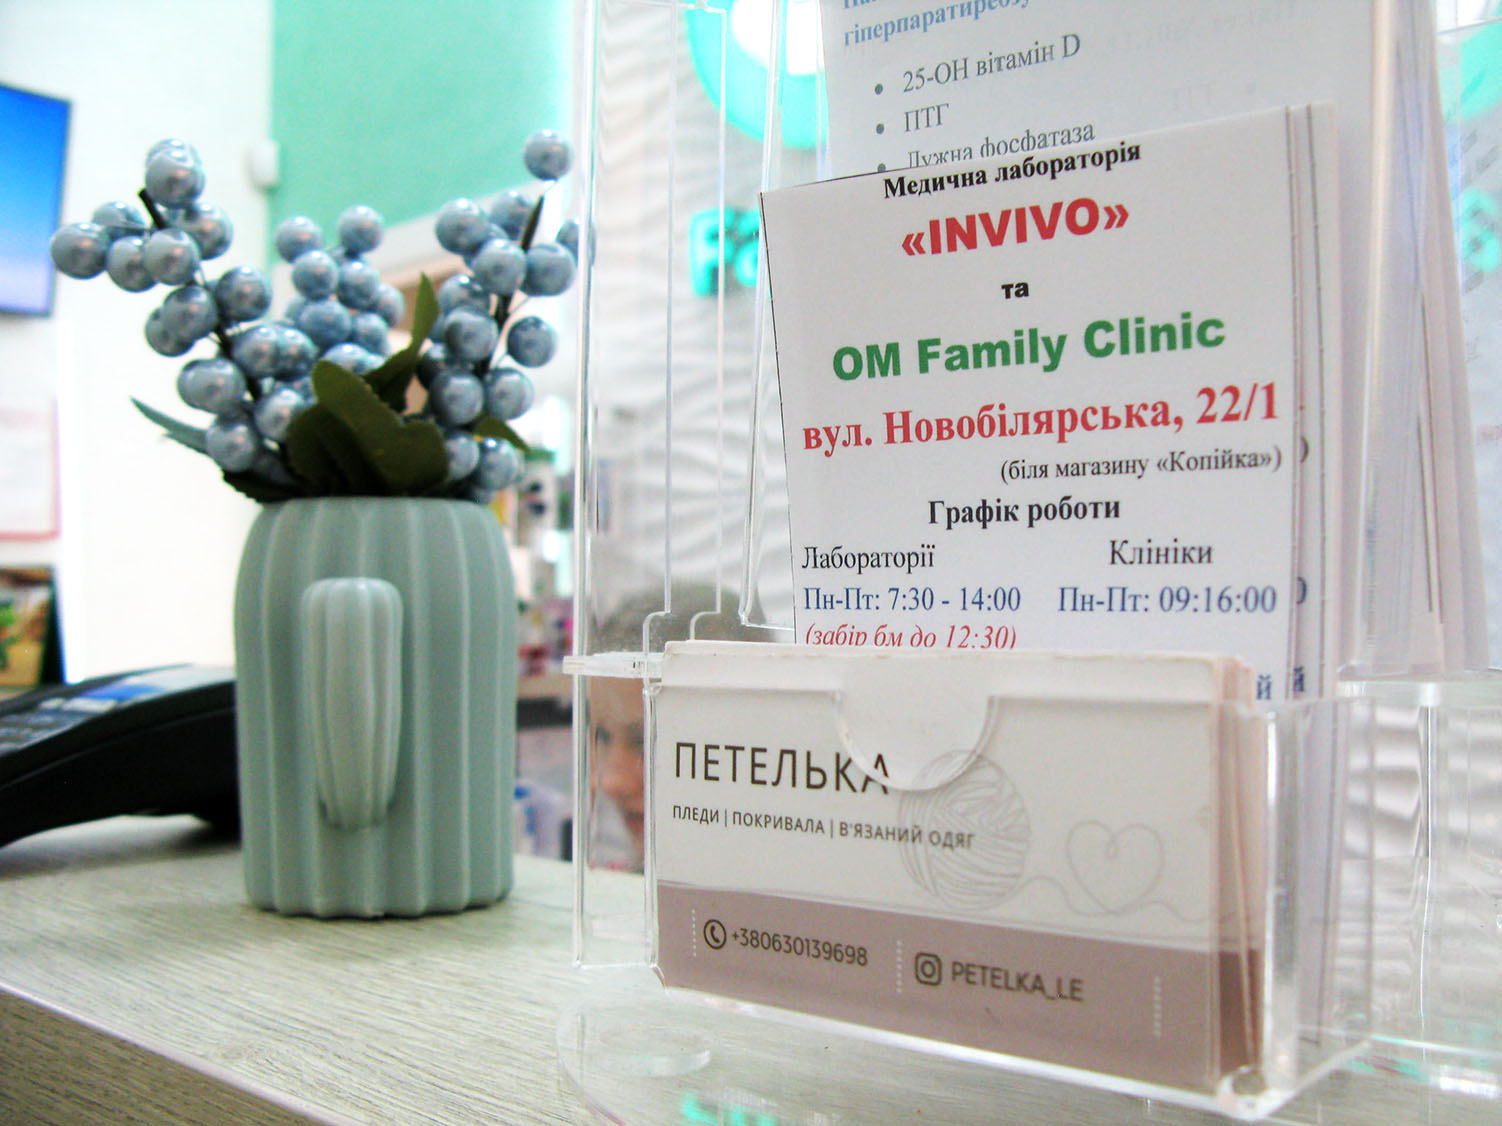 гіперпаратиреозу
25-ОН вітамін D
ПТГ
Лужна фосфатаза
Медична лабораторія
«INVIVO»
та
OM Family Clinic
вул. Новобілярська, 22/1
(біля магазину «Копійка»)
Графік роботи
Лабораторії Клініки
Пн-Пт: 7:30 - 14:00 Пн-Пт: 09:16:00
(забір бм до 12:30)
ПЕТЕЛЬКА
ПЛЕДИ | ПОКРИВАЛА | В'ЯЗАНИЙ ОДЯГ
+380630139698 PETELKA_LE